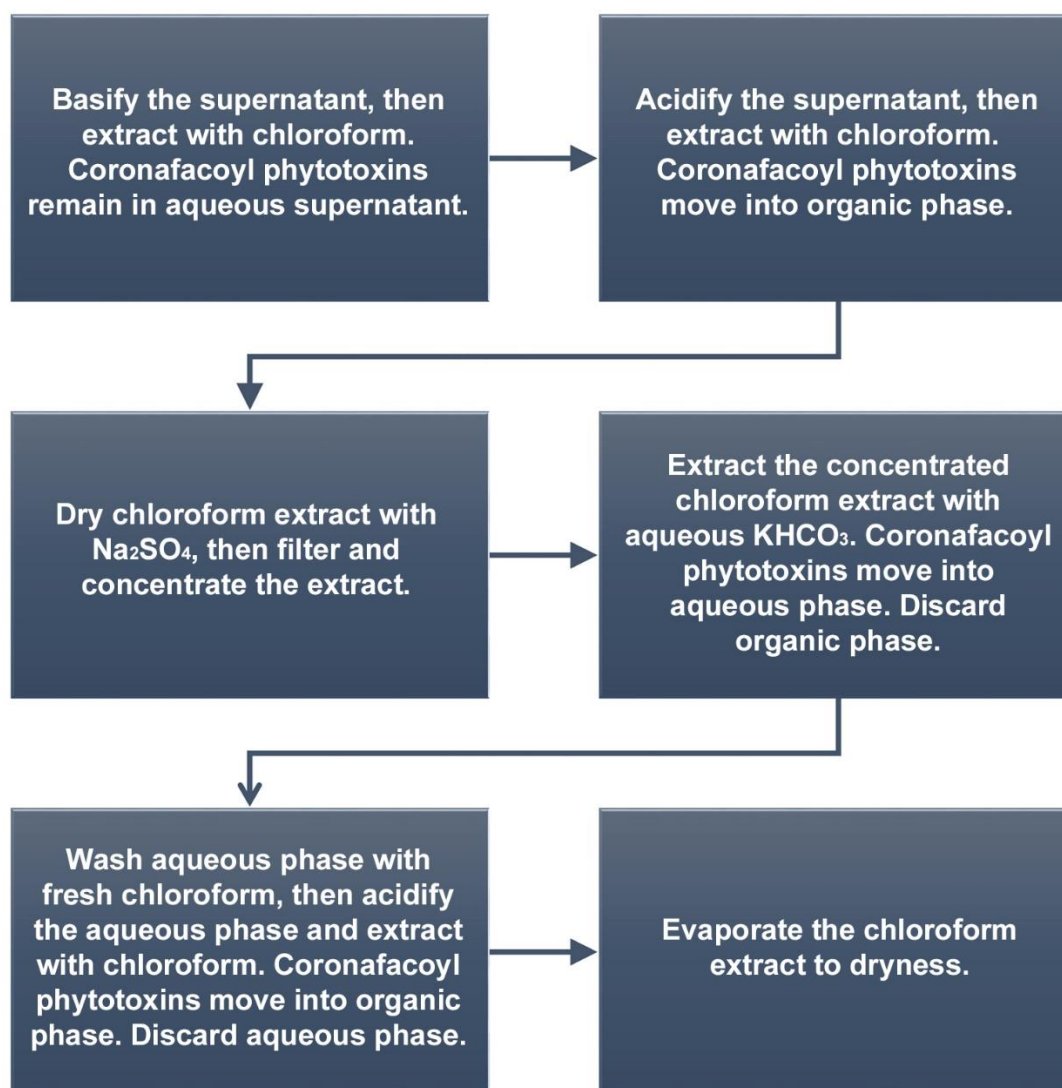 Basify the supernatant, then
extract with chloroform.
Coronafacoyl phytotoxins
remain in aqueous supernatant.
Acidify the supernatant, then
extract with chloroform.
Coronafacoyl phytotoxins
move into organic phase.
Dry chloroform extract with
Na₂SO₄, then filter and
concentrate the extract.
Extract the concentrated
chloroform extract with
aqueous KHCO₃. Coronafacoyl
phytotoxins move into
aqueous phase. Discard
organic phase.
Wash aqueous phase with
fresh chloroform, then acidify
the aqueous phase and extract
with chloroform. Coronafacoyl
phytotoxins move into organic
phase. Discard aqueous phase.
Evaporate the chloroform
extract to dryness.